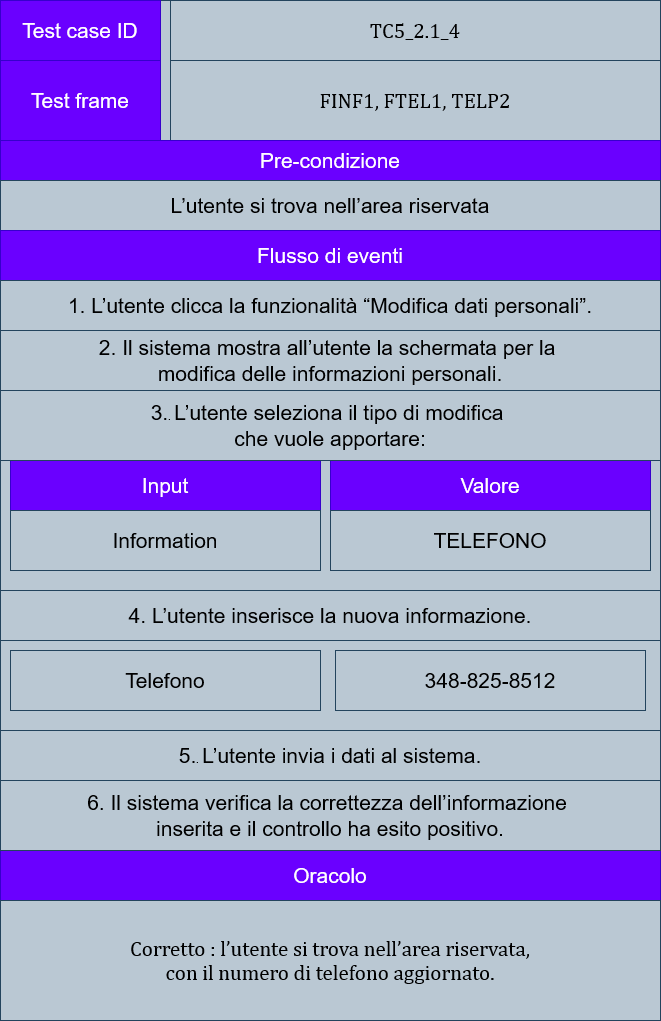 Test case ID
TC5_2.1_4
Test frame
FINF1, FTEL1, TELP2
Pre-condizione
L’utente si trova nell’area riservata
Flusso di eventi
1. L’utente clicca la funzionalità “Modifica dati personali”.
2. Il sistema mostra all’utente la schermata per la
modifica delle informazioni personali.
3.. L’utente seleziona il tipo di modifica
che vuole apportare:
Input
Valore
Information
TELEFONO
4. L’utente inserisce la nuova informazione.
Telefono
348-825-8512
5.. L’utente invia i dati al sistema.
6. Il sistema verifica la correttezza dell’informazione
inserita e il controllo ha esito positivo.
Oracolo
Corretto : l’utente si trova nell’area riservata,
con il numero di telefono aggiornato.